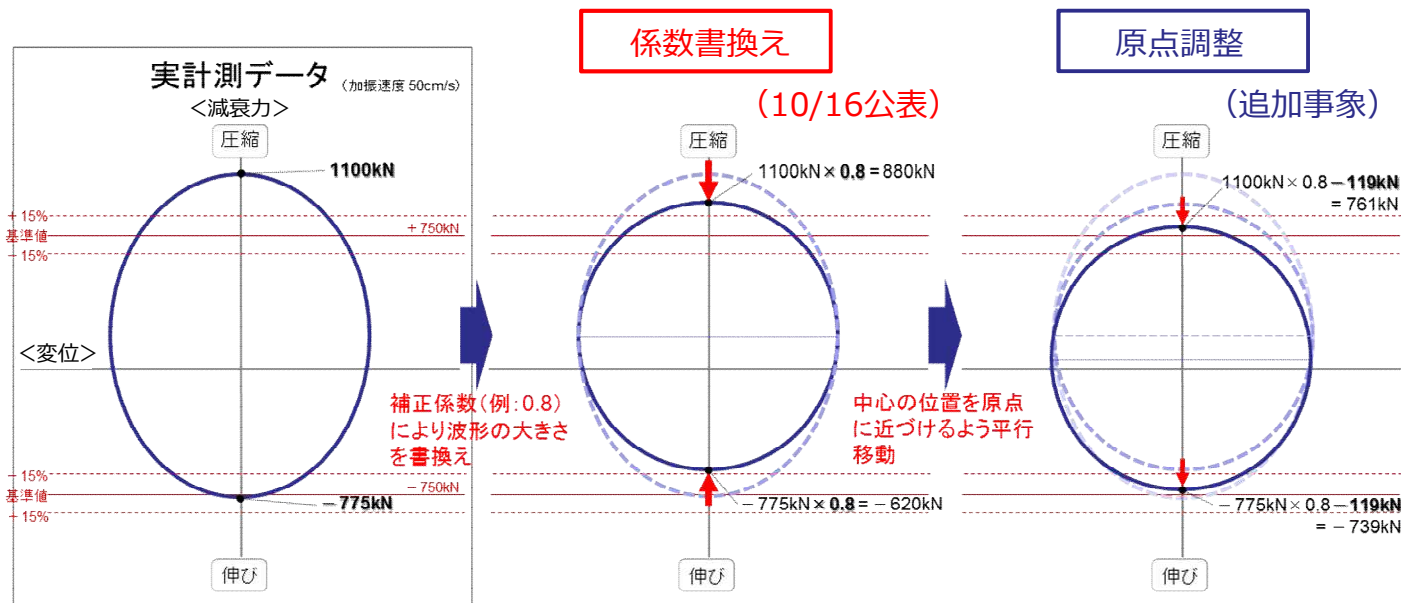 係数書換え
原点調整
実計測データ (加振速度 50cm/s)
(10/16公表)
(追加事象)
<減衰力>
圧縮
1100kN
+15%
基準値
+750kN
-15%
<変位>
-15%
基準値
-750kN
+15%
-775kN
伸び
補正係数(例:0.8)
により波形の大きさ
を書換え
圧縮
1100kN×0.8=880kN
-775kN×0.8=-620kN
伸び
中心の位置を原点
に近づけるよう平行
移動
圧縮
1100kN×0.8-119kN
=761kN
-775kN×0.8-119kN
=-739kN
伸び